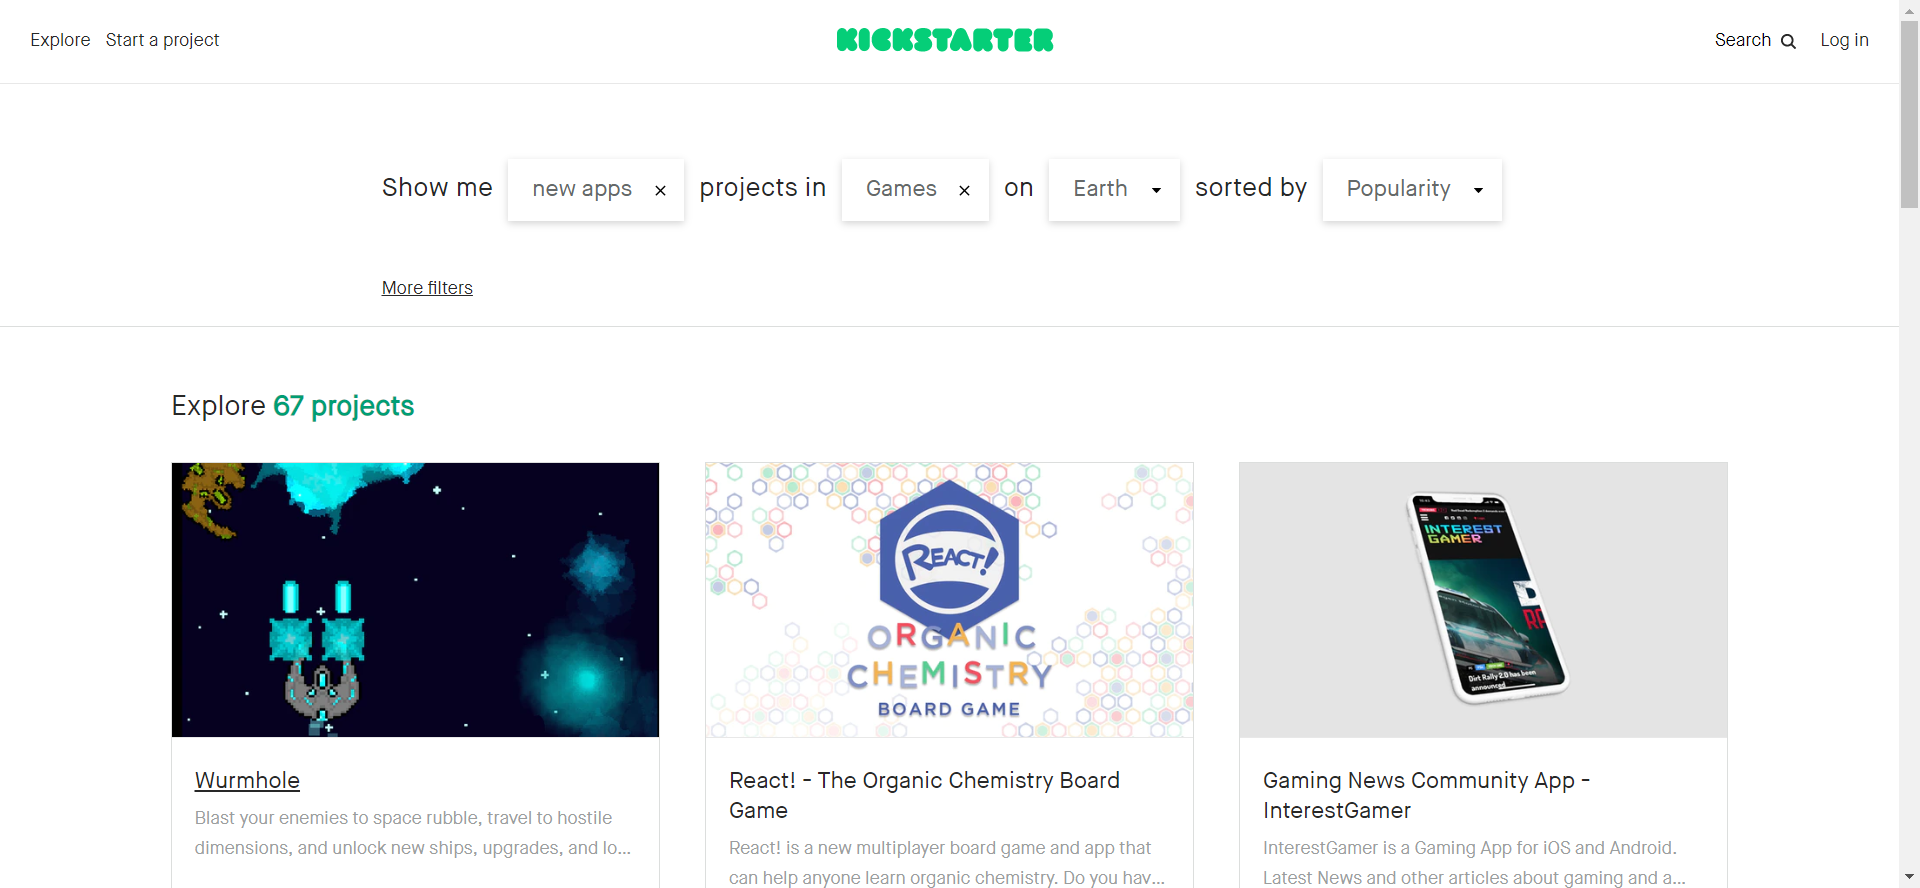 Explore Start a project
KICKSTARTER
Search Log in
Show me new apps × projects in Games × on Earth sorted by Popularity
More filters
Explore 67 projects
REACT!
ORGANIC
CHEMISTRY
BOARD GAME
INTEREST
GAMER
Dirt Rally 2.0 has been
announced
Wurmhole
Blast your enemies to space rubble, travel to hostile
dimensions, and unlock new ships, upgrades, and lo...
React! - The Organic Chemistry Board
Game
React! is a new multiplayer board game and app that
can help anyone learn organic chemistry. Do you hav...
Gaming News Community App -
InterestGamer
InterestGamer is a Gaming App for iOS and Android.
Latest News and other articles about gaming and a...